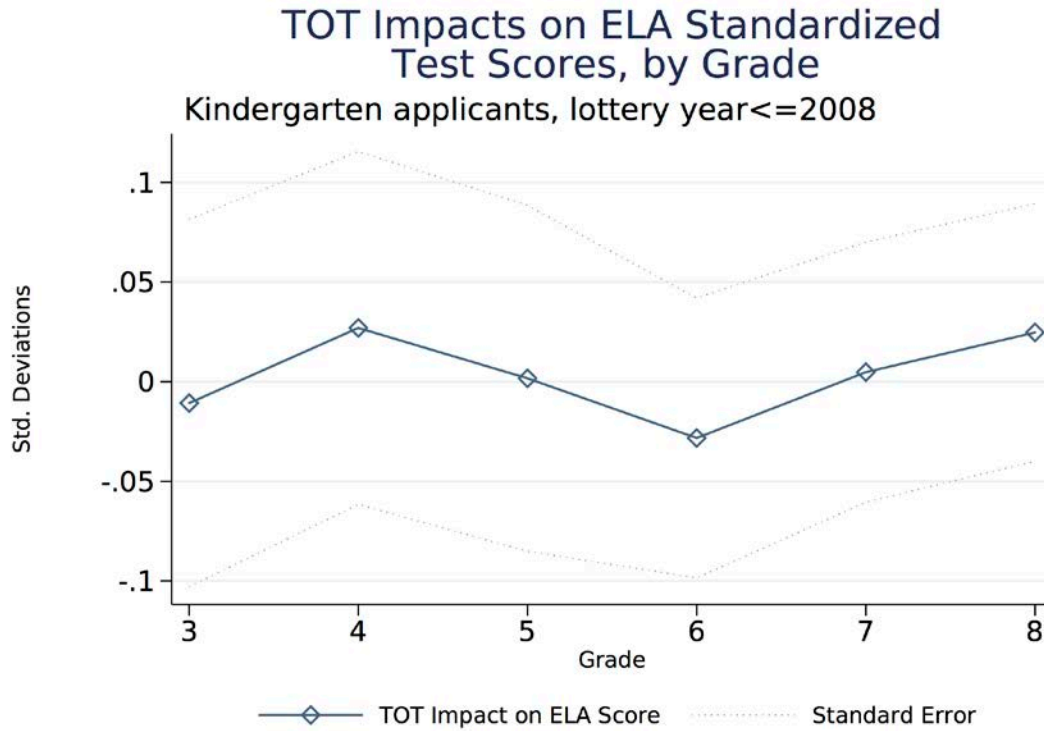 TOT Impacts on ELA Standardized
Test Scores, by Grade
Kindergarten applicants, lottery year<=2008
.1
.05
0
-.05
-.1
Std. Deviations
3 4 5 6 7 8
Grade
TOT Impact on ELA Score Standard Error